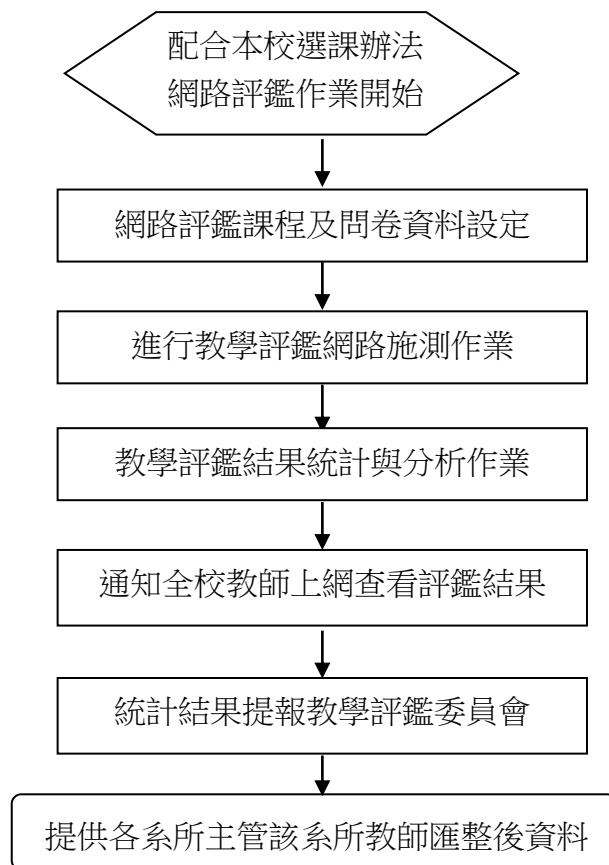 配合本校選課辦法
網路評鑑作業開始
網路評鑑課程及問卷資料設定
進行教學評鑑網路施測作業
教學評鑑結果統計與分析作業
通知全校教師上網查看評鑑結果
統計結果提報教學評鑑委員會
提供各系所主管該系所教師匯整後資料